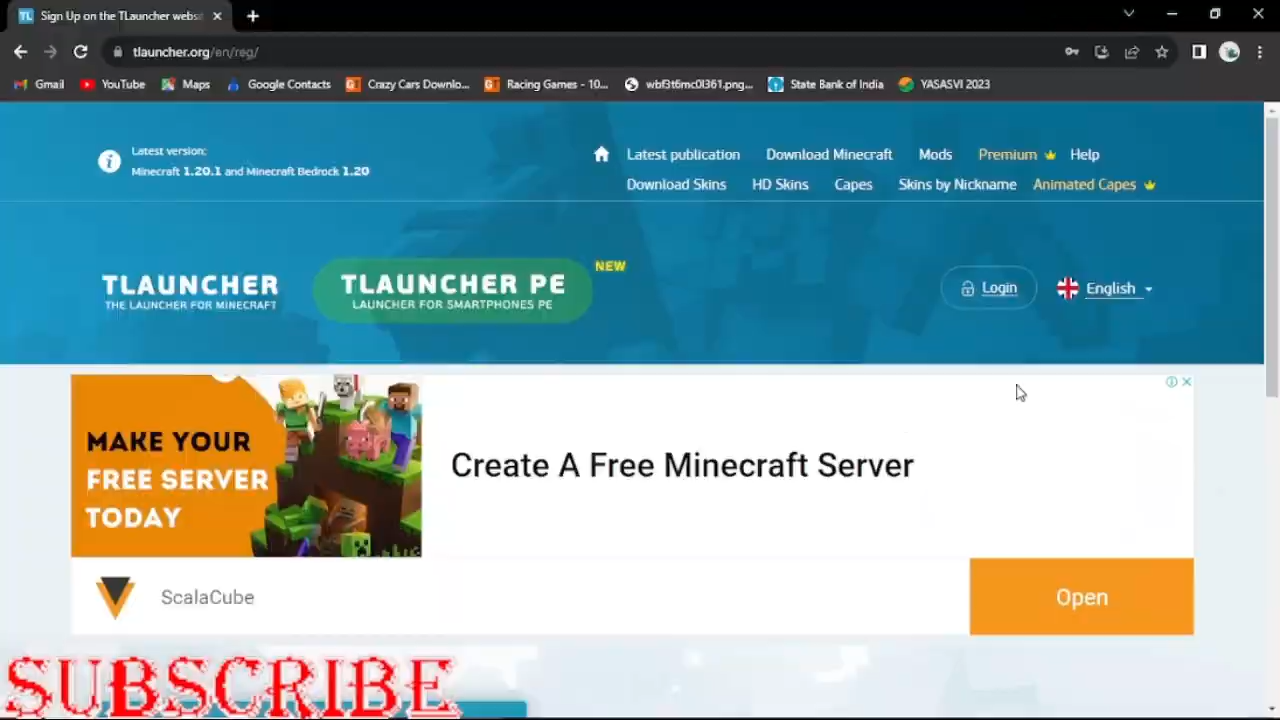 Sign Up on the TLauncher webs
tlauncher.org/en/reg/
Gmail
YouTube
Maps
Google Contacts
Crazy Cars Downlo...
Racing Games - 10...
wbf3t6mc0l361.png...
State Bank of India
YASASVI 2023
Latest version:
Minecraft 1.20.1 and Minecraft Bedrock 1.20
Latest publication
Download Minecraft
Mods
Premium
Help
Download Skins
HD Skins
Capes
Skins by Nickname
Animated Capes
TLAUNCHER
THE LAUNCHER FOR MINECRAFT
TLAUNCHER PE
LAUNCHER FOR SMARTPHONES PE
NEW
Login
English
MAKE YOUR
FREE SERVER
TODAY
Create A Free Minecraft Server
ScalaCube
Open
SUBSCRIBE